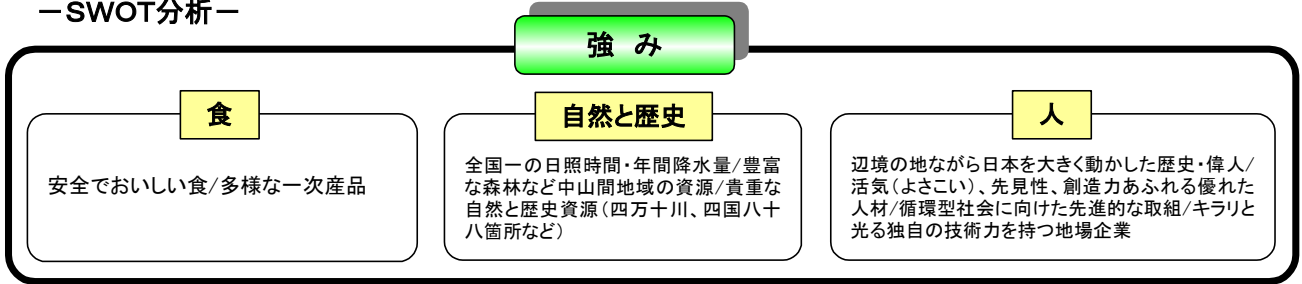 －SWOT分析－
強 み
食
安全でおいしい食/多様な一次産品
自然と歴史
全国一の日照時間・年間降水量/豊富
な森林など中山間地域の資源/貴重な
自然と歴史資源（四万十川、四国八十
八箇所など）
人
辺境の地ながら日本を大きく動かした歴史・偉人/
活気（よさこい）、先見性、創造力あふれる優れた
人材/循環型社会に向けた先進的な取組/キラリと
光る独自の技術力を持つ地場企業